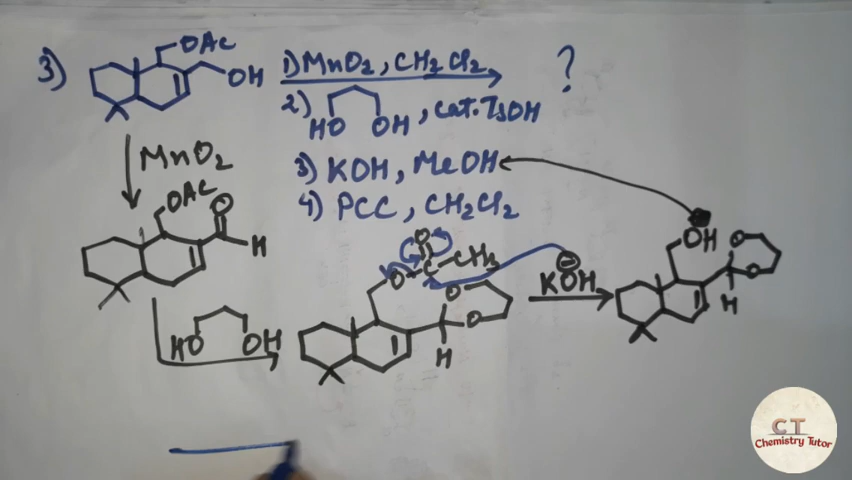 3) OAc OH 1) MnO2, CH2Cl2 ?
2) HO OH, cat. TsOH
3) KOH, MeOH
4) PCC, CH2Cl2
MnO2
OAc O H
HO OH
O O CH3 O O H
KOH
OH O O H
CT
Chemistry Tutor